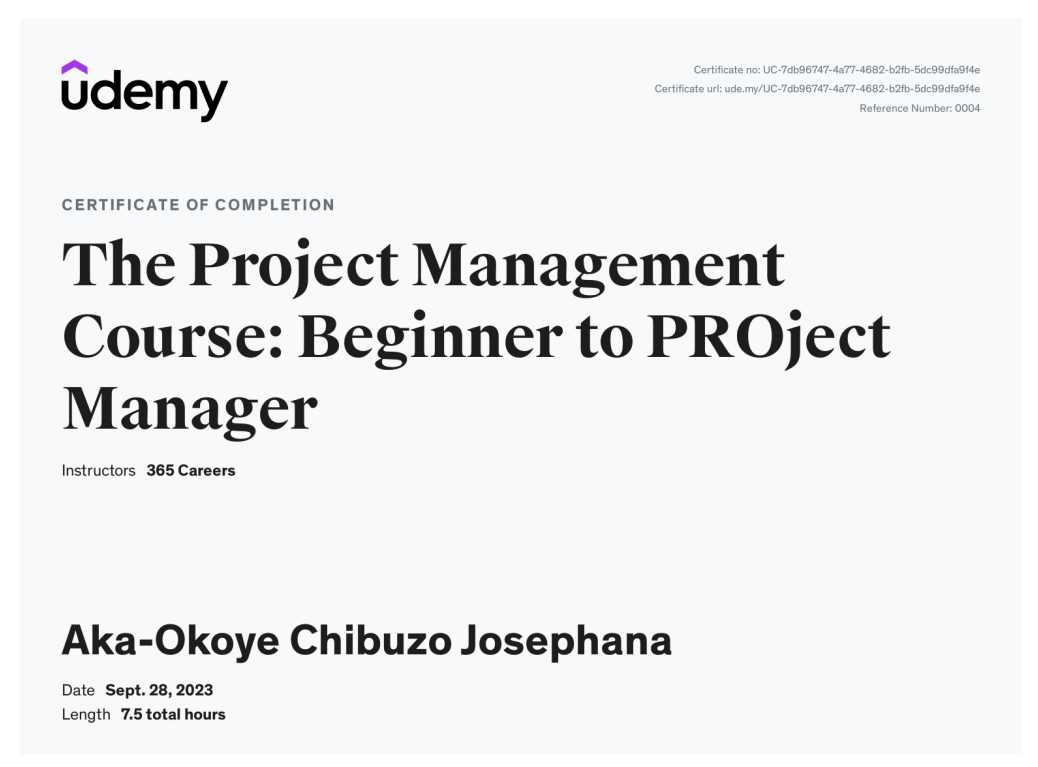 udemy
Certificate no: UC-7db96747-4a77-4682-b2fb-5dc99dfa9f4e
Certificate url: ude.my/UC-7db96747-4a77-4682-b2fb-5dc99dfa9f4e
Reference Number: 0004
CERTIFICATE OF COMPLETION
The Project Management
Course: Beginner to PROject
Manager
Instructors 365 Careers
Aka-Okoye Chibuzo Josephana
Date Sept. 28, 2023
Length 7.5 total hours